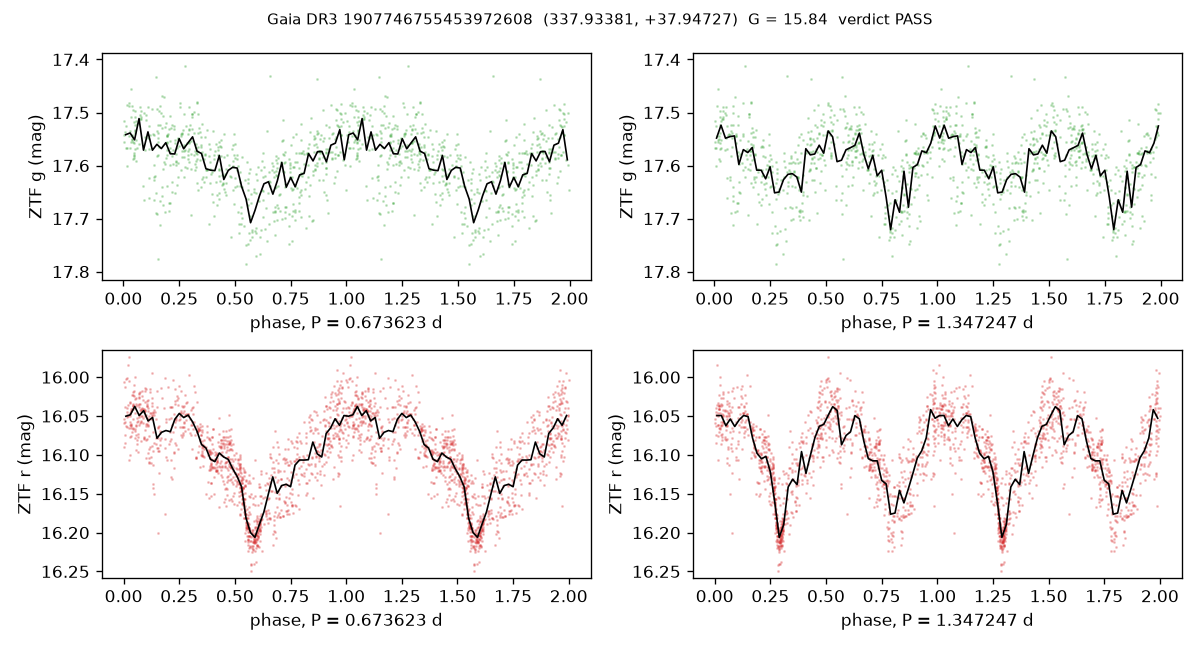 Gaia DR3 1907746755453972608 (337.93381, +37.94727) G = 15.84 verdict PASS
17.4
17.5
17.6
17.7
17.8
ZTF g (mag)
0.00 0.25 0.50 0.75 1.00 1.25 1.50 1.75 2.00
phase, P = 0.673623 d
17.4
17.5
17.6
17.7
17.8
ZTF g (mag)
0.00 0.25 0.50 0.75 1.00 1.25 1.50 1.75 2.00
phase, P = 1.347247 d
16.00
16.05
16.10
16.15
16.20
16.25
ZTF r (mag)
0.00 0.25 0.50 0.75 1.00 1.25 1.50 1.75 2.00
phase, P = 0.673623 d
16.00
16.05
16.10
16.15
16.20
16.25
ZTF r (mag)
0.00 0.25 0.50 0.75 1.00 1.25 1.50 1.75 2.00
phase, P = 1.347247 d